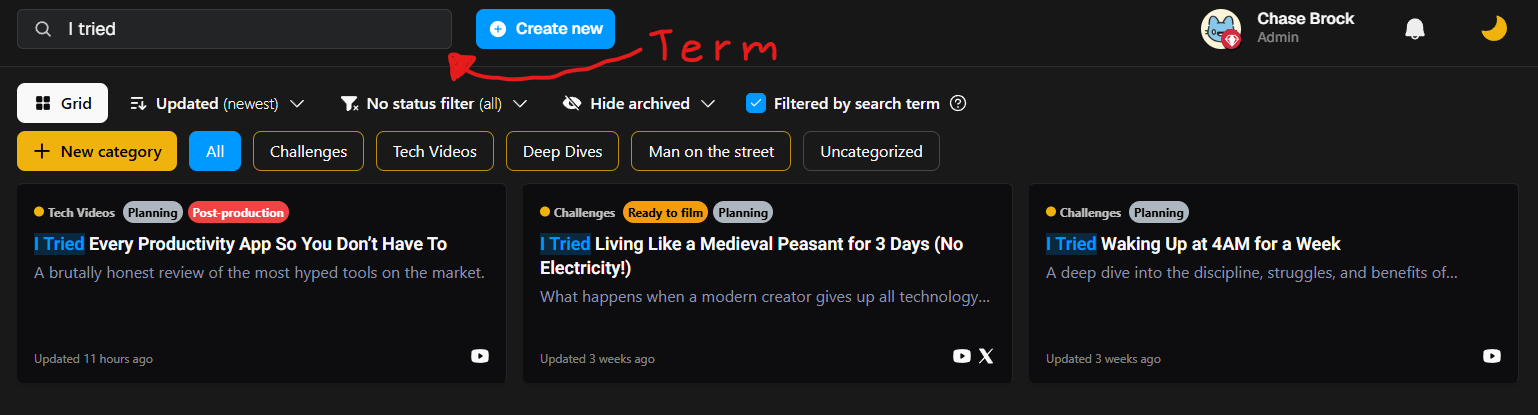 I tried
Create new
Term
Chase Brock
Admin
Grid
Updated (newest)
No status filter (all)
Hide archived
Filtered by search term
New category
All
Challenges
Tech Videos
Deep Dives
Man on the street
Uncategorized
Tech Videos Planning Post-production
I Tried Every Productivity App So You Don’t Have To
A brutally honest review of the most hyped tools on the market.
Updated 11 hours ago
Challenges Ready to film Planning
I Tried Living Like a Medieval Peasant for 3 Days (No
Electricity!)
What happens when a modern creator gives up all technology...
Updated 3 weeks ago
Challenges Planning
I Tried Waking Up at 4AM for a Week
A deep dive into the discipline, struggles, and benefits of...
Updated 3 weeks ago